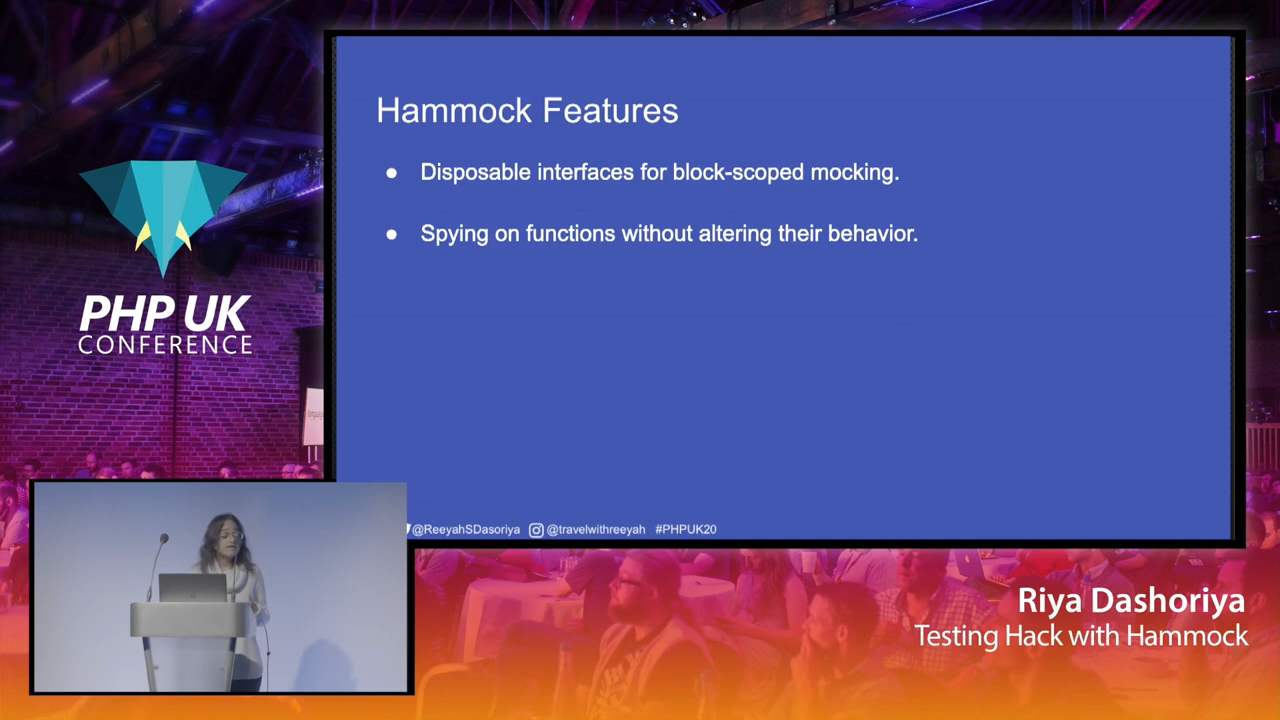 Hammock Features
● Disposable interfaces for block-scoped mocking.
● Spying on functions without altering their behavior.
@ReeyahSDasoriya @travelwithreeyah #PHPUK20
PHP UK
CONFERENCE
Riya Dashoriya
Testing Hack with Hammock